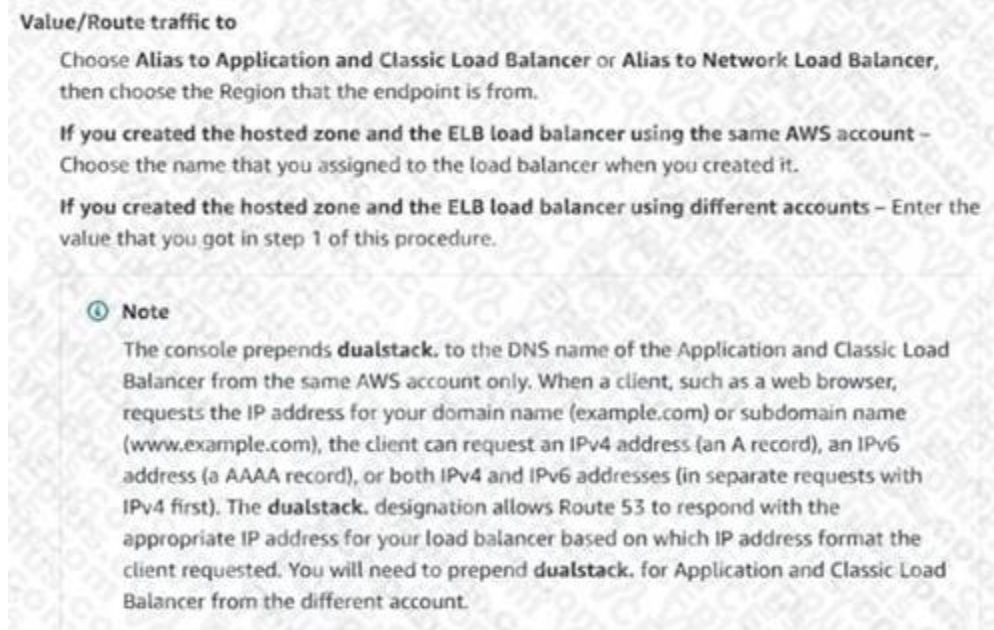 Value/Route traffic to
Choose Alias to Application and Classic Load Balancer or Alias to Network Load Balancer,
then choose the Region that the endpoint is from.
If you created the hosted zone and the ELB load balancer using the same AWS account –
Choose the name that you assigned to the load balancer when you created it.
If you created the hosted zone and the ELB load balancer using different accounts – Enter the
value that you got in step 1 of this procedure.
Note
The console prepends dualstack. to the DNS name of the Application and Classic Load
Balancer from the same AWS account only. When a client, such as a web browser,
requests the IP address for your domain name (example.com) or subdomain name
(www.example.com), the client can request an IPv4 address (an A record), an IPv6
address (a AAAA record), or both IPv4 and IPv6 addresses (in separate requests with
IPv4 first). The dualstack. designation allows Route 53 to respond with the
appropriate IP address for your load balancer based on which IP address format the
client requested. You will need to prepend dualstack. for Application and Classic Load
Balancer from the different account.